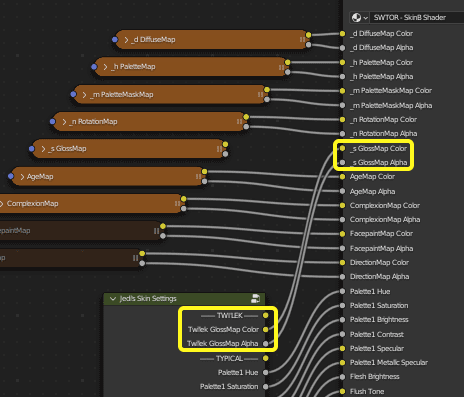 SWTOR - SkinB Shader
_d DiffuseMap
_h PaletteMap
_m PaletteMaskMap
_n RotationMap
_s GlossMap
AgeMap
ComplexionMap
epaintMap
ap
_d DiffuseMap Color
_d DiffuseMap Alpha
_h PaletteMap Color
_h PaletteMap Alpha
_m PaletteMaskMap Color
_m PaletteMaskMap Alpha
_n RotationMap Color
_n RotationMap Alpha
_s GlossMap Color
_s GlossMap Alpha
AgeMap Color
AgeMap Alpha
ComplexionMap Color
ComplexionMap Alpha
FacepaintMap Color
FacepaintMap Alpha
DirectionMap Color
DirectionMap Alpha
Palette1 Hue
Palette1 Saturation
Palette1 Brightness
Palette1 Contrast
Palette1 Specular
Palette1 Metallic Specular
Flesh Brightness
Flush Tone
Jedi's Skin Settings
——— TWI'LEK ———
Twi'lek GlossMap Color
Twi'lek GlossMap Alpha
——— TYPICAL ———
Palette1 Hue
Palette1 Saturation